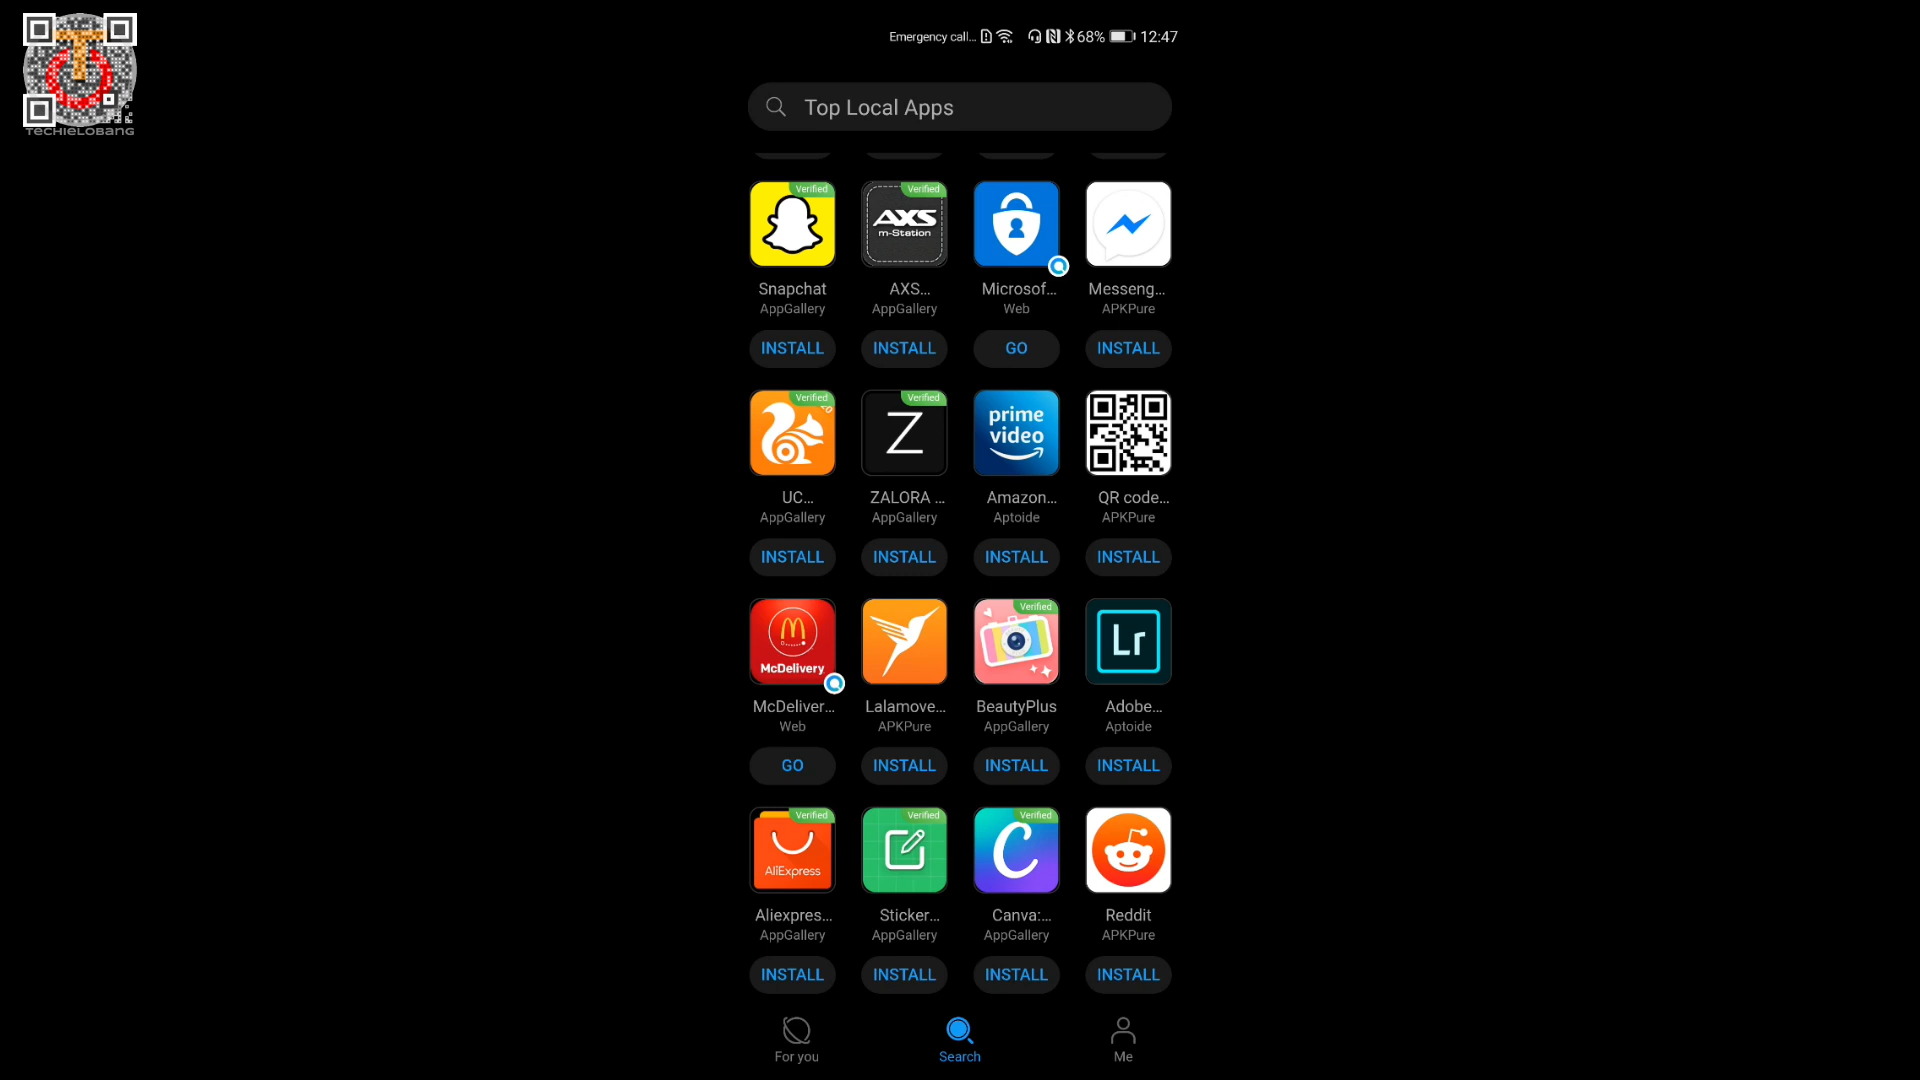 TECHIELOBANG
Emergency call... 68% 12:47
Top Local Apps
Verified Verified
AXS
m-Station
Snapchat AXS... Microsof... Messeng...
AppGallery AppGallery Web APKPure
INSTALL INSTALL GO INSTALL
Verified Verified
Z prime
video
UC... ZALORA ... Amazon... QR code...
AppGallery AppGallery Aptoide APKPure
INSTALL INSTALL INSTALL INSTALL
Verified
McDelivery Lr
McDeliver... Lalamove... BeautyPlus Adobe...
Web APKPure AppGallery Aptoide
GO INSTALL INSTALL INSTALL
Verified Verified Verified
AliExpress C
Aliexpres... Sticker... Canva:... Reddit
AppGallery AppGallery AppGallery APKPure
INSTALL INSTALL INSTALL INSTALL
For you Search Me